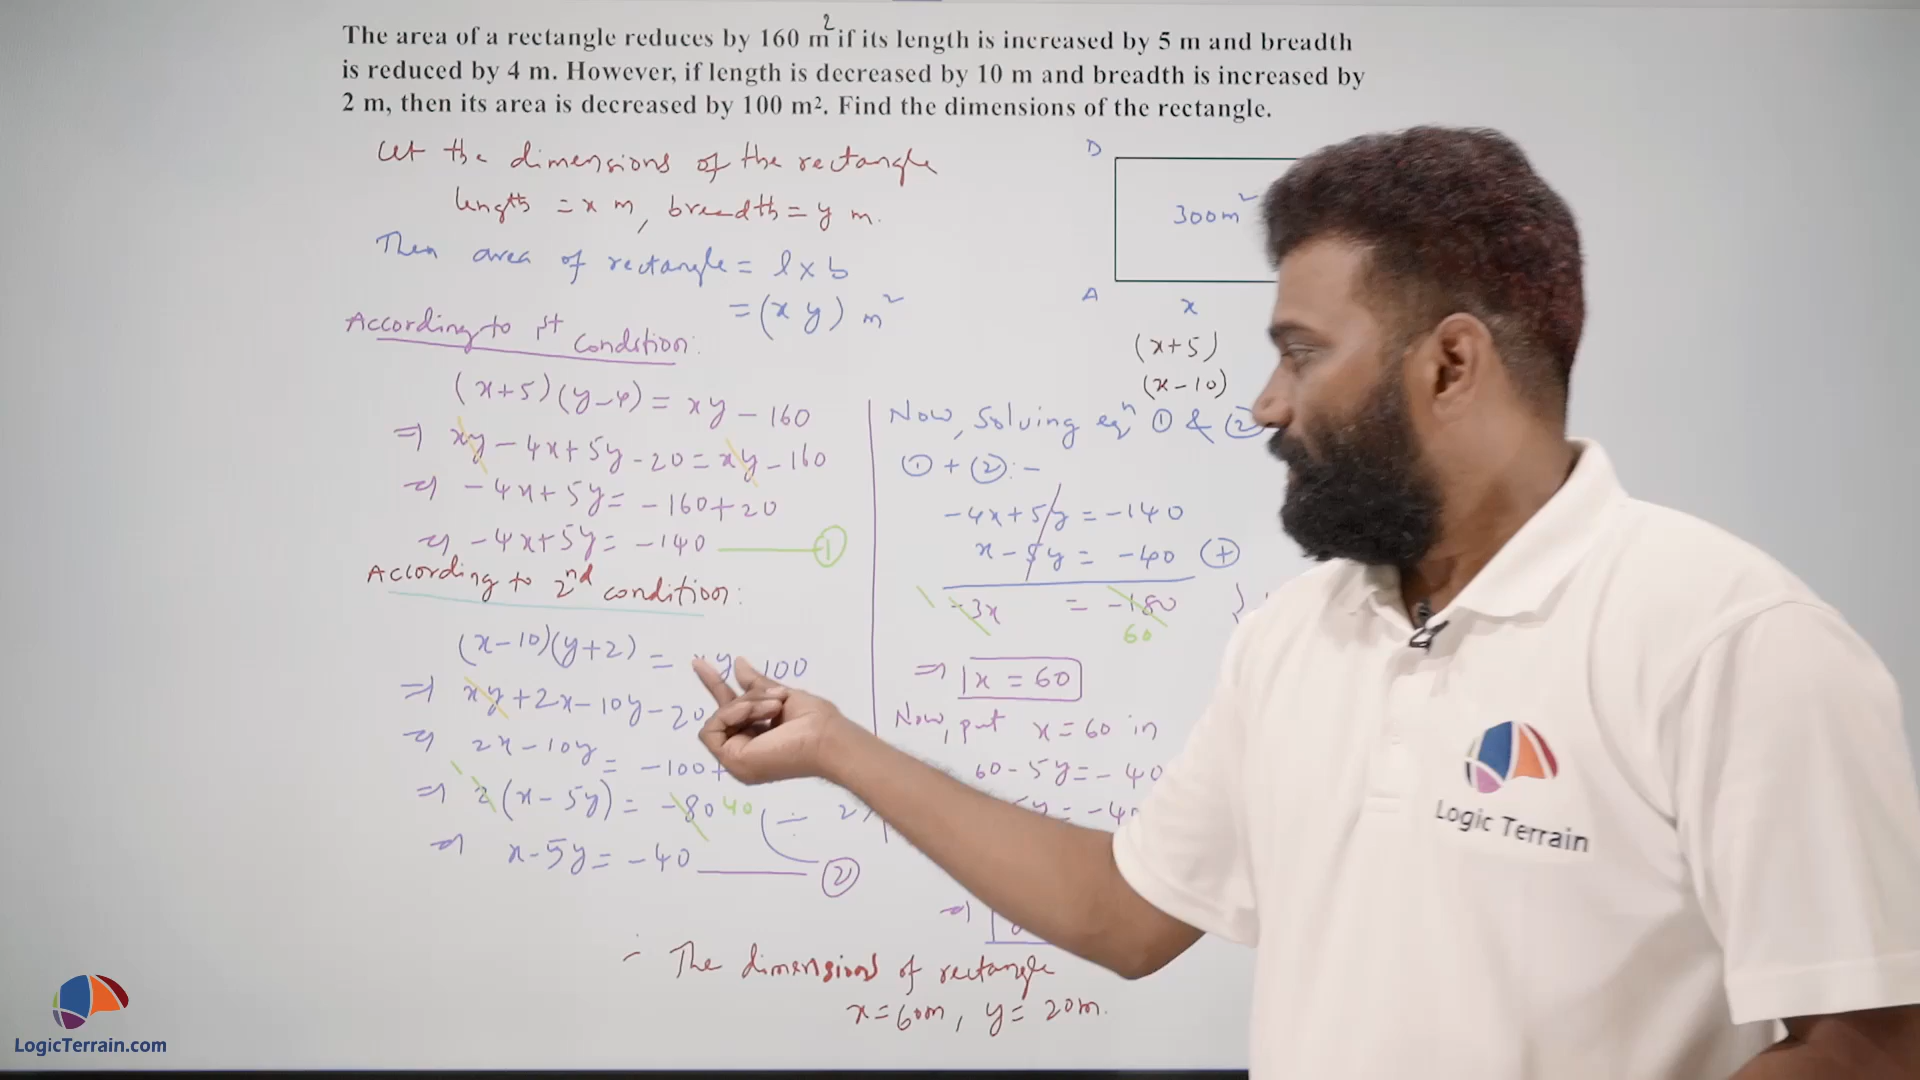 The area of a rectangle reduces by 160 m² if its length is increased by 5 m and breadth
is reduced by 4 m. However, if length is decreased by 10 m and breadth is increased by
2 m, then its area is decreased by 100 m². Find the dimensions of the rectangle.
Let the dimensions of the rectangle
length = x m, breadth = y m.
Then area of rectangle = l × b
= (x y) m²
According to 1st condition:
(x+5)(y-4) = xy - 160
⇒ xy - 4x + 5y - 20 = xy - 160
⇒ -4x + 5y = -160 + 20
⇒ -4x + 5y = -140 ①
According to 2nd condition:
(x-10)(y+2) = xy 100
⇒ xy + 2x - 10y - 20
⇒ 2x - 10y = -100 +
⇒ 2(x - 5y) = -80 40 ÷ 2
⇒ x - 5y = -40 ②
D
300m²
A
x
(x+5)
(x-10)
Now, solving eqⁿ ① & ②
① + ②:-
-4x + 5y = -140
x - 5y = -40 (+)
-3x = -180
60
⇒ x = 60
Now, put x = 60 in
60 - 5y = -40
5y = -40
⇒
∴ The dimensions of rectangle
x = 60m, y = 20m.
Logic Terrain
LogicTerrain.com